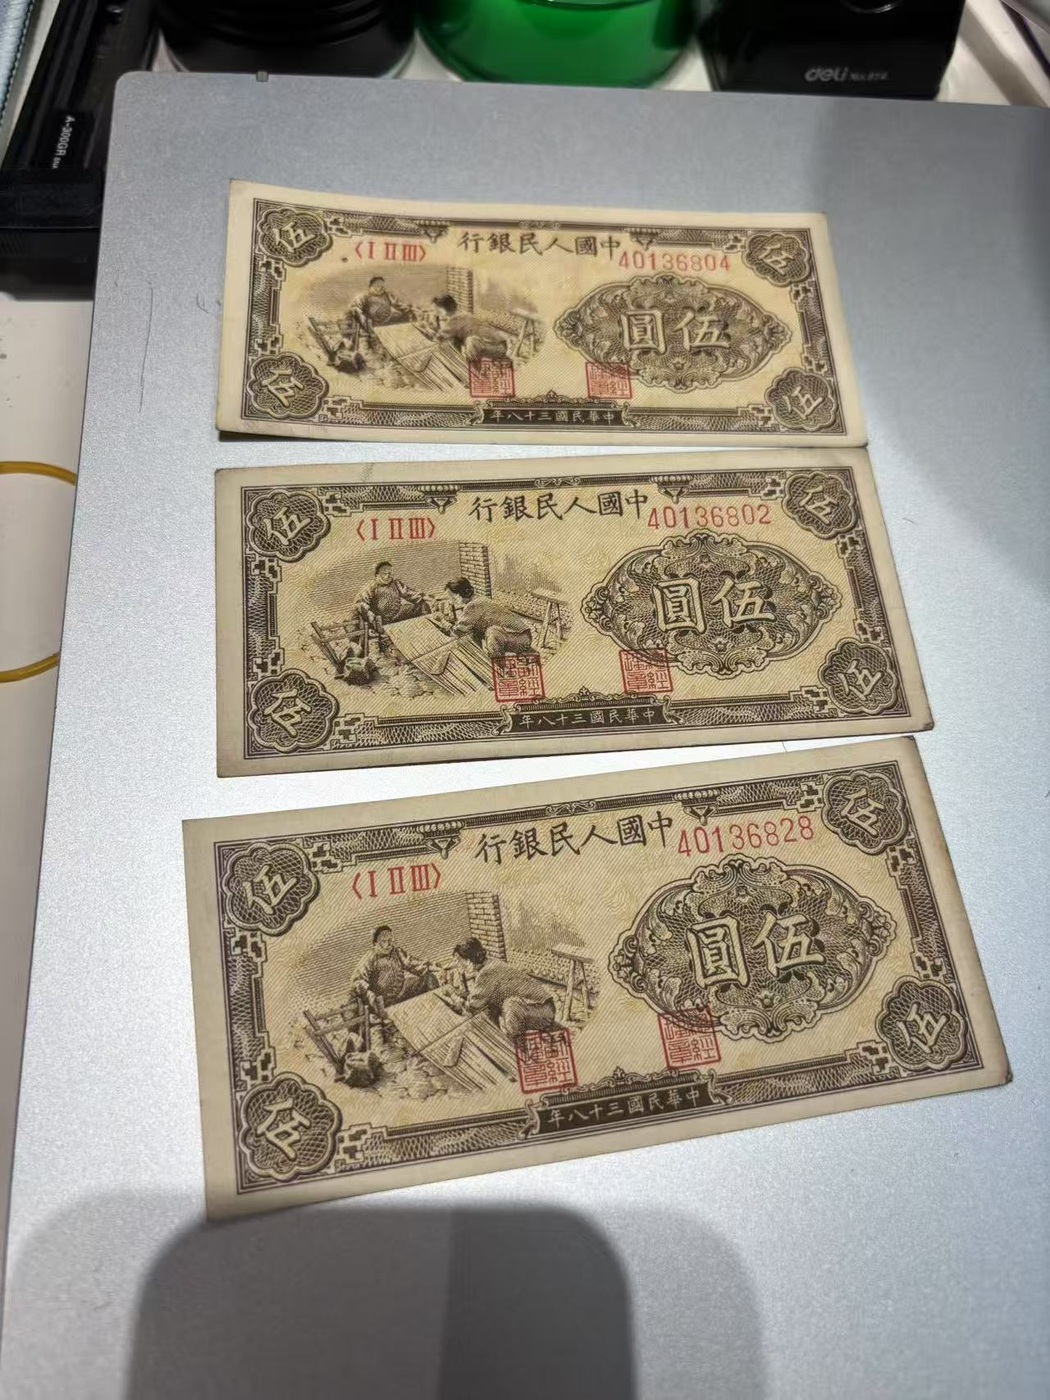 deli No.812
A-300GR
伍
伍
行銀民人國中
〈I II III〉
40136804
圓伍
伍
伍
年八十三國民華中
伍
伍
行銀民人國中
〈I II III〉
40136802
圓伍
伍
伍
年八十三國民華中
伍
伍
行銀民人國中
〈I II III〉
40136828
圓伍
伍
伍
年八十三國民華中